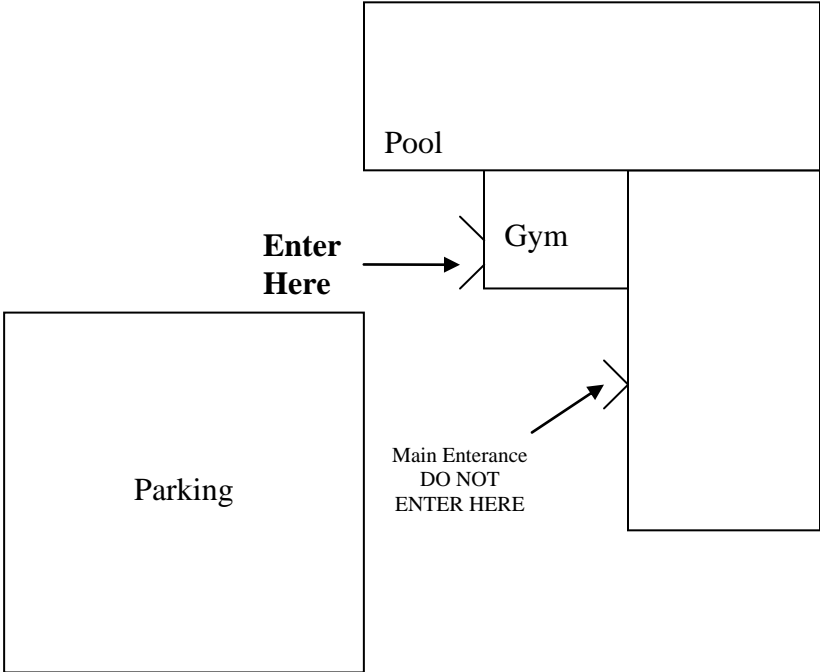 Pool
Gym
Enter
Here
Main Enterance
DO NOT
ENTER HERE
Parking